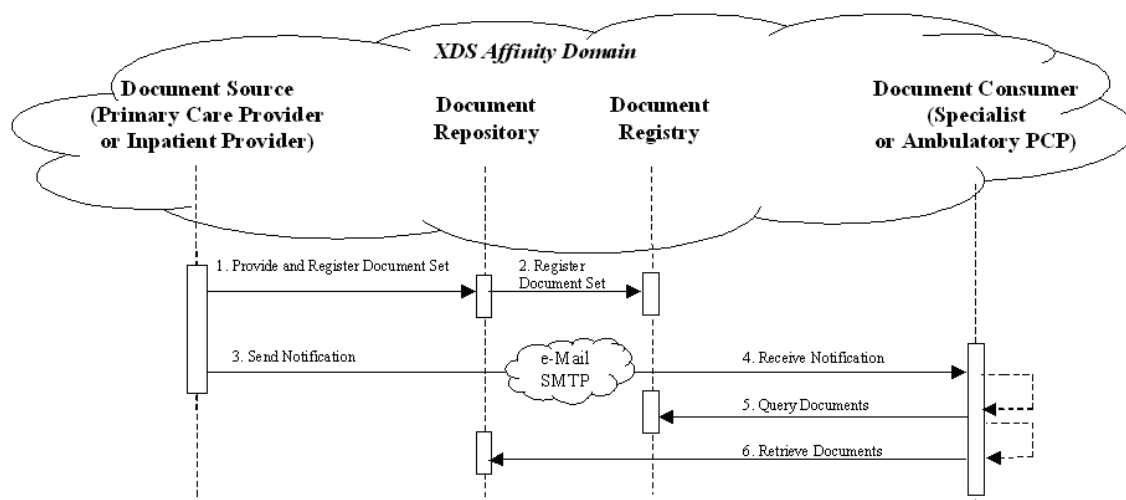 XDS Affinity Domain
Document Source
(Primary Care Provider
or Inpatient Provider)
Document
Repository
Document
Registry
Document Consumer
(Specialist
or Ambulatory PCP)
1. Provide and Register Document Set
2. Register
Document Set
3. Send Notification
e-Mail
SMTP
4. Receive Notification
5. Query Documents
6. Retrieve Documents